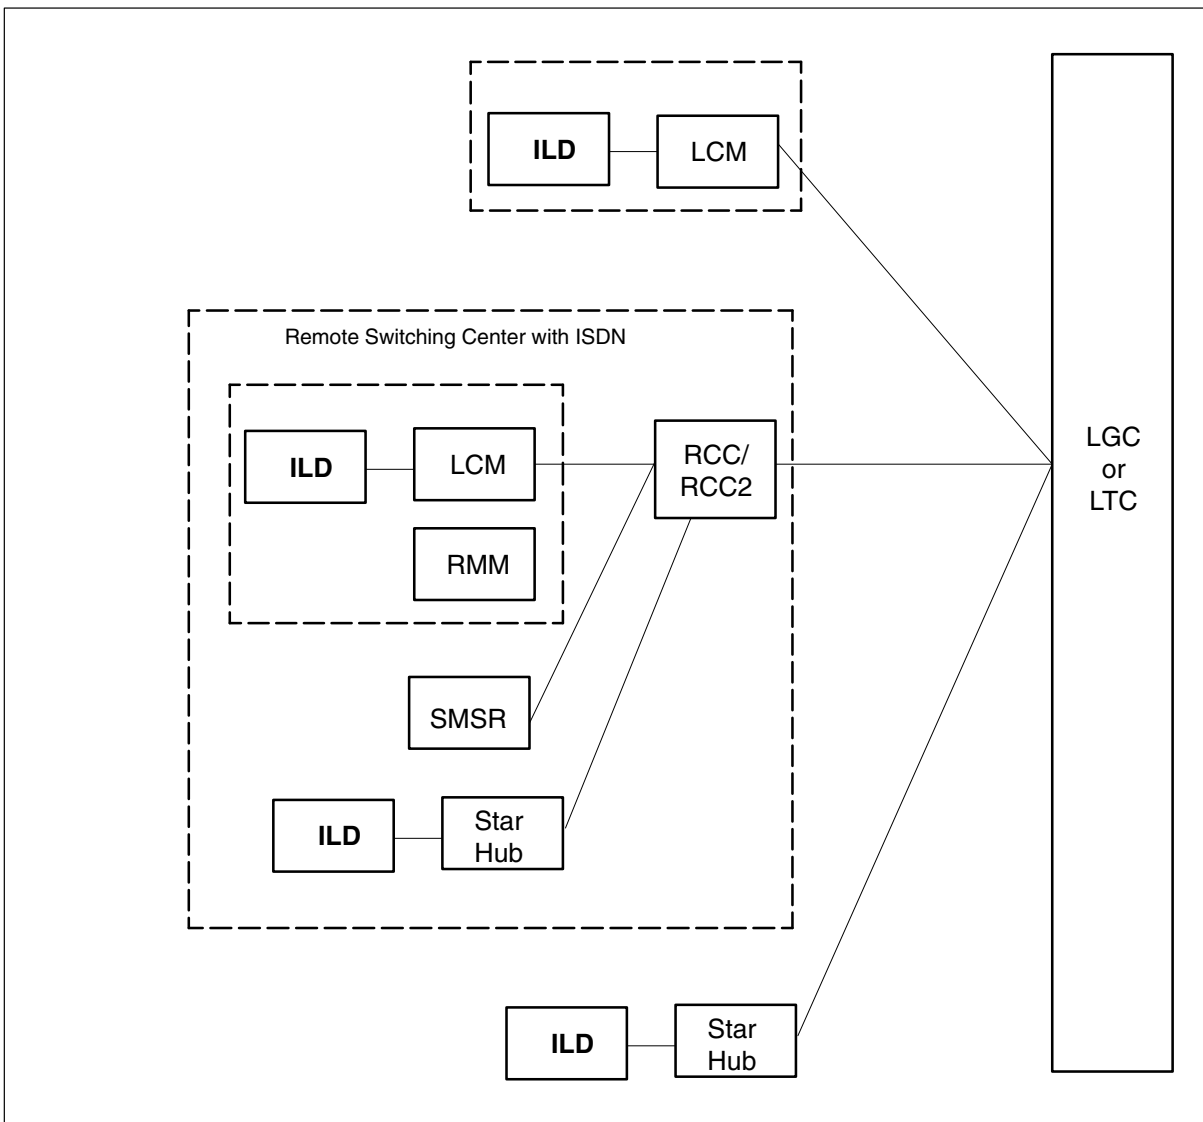 ILD
LCM
Remote Switching Center with ISDN
ILD
LCM
RCC/
RCC2
LGC
or
LTC
RMM
SMSR
ILD
Star
Hub
ILD
Star
Hub